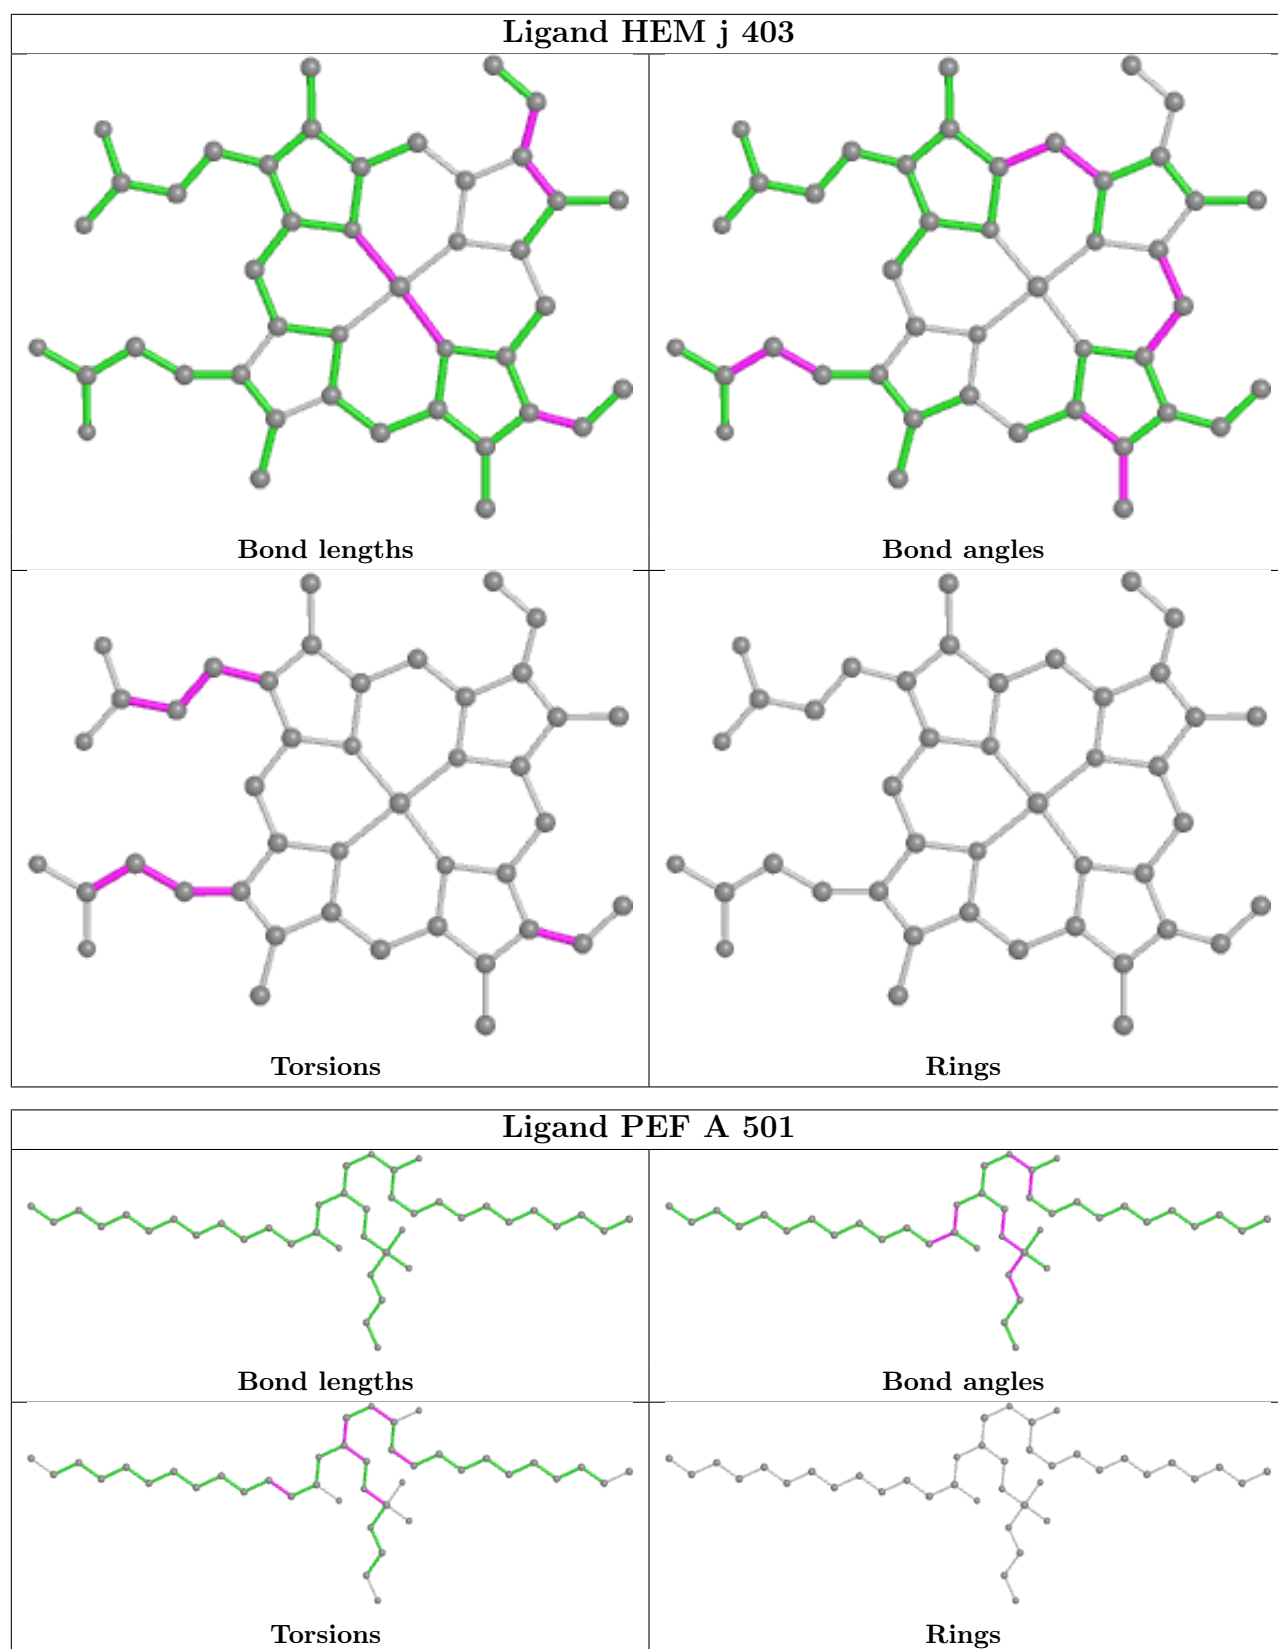 Ligand HEM j 403
Bond lengths
Bond angles
Torsions
Rings
Ligand PEF A 501
Bond lengths
Bond angles
Torsions
Rings